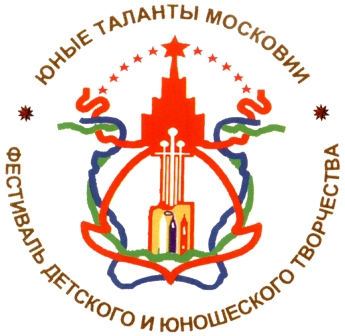 ЮНЫЕ ТАЛАНТЫ МОСКОВИИ
ФЕСТИВАЛЬ ДЕТСКОГО И ЮНОШЕСКОГО ТВОРЧЕСТВА